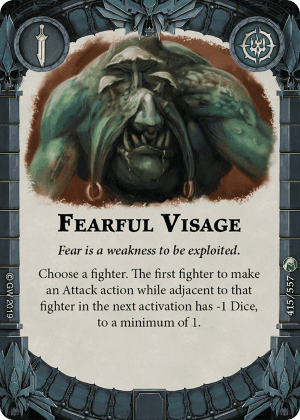 FEARFUL VISAGE
Fear is a weakness to be exploited.
Choose a fighter. The first fighter to make
an Attack action while adjacent to that
fighter in the next activation has -1 Dice,
to a minimum of 1.
© GW 2019
415/557